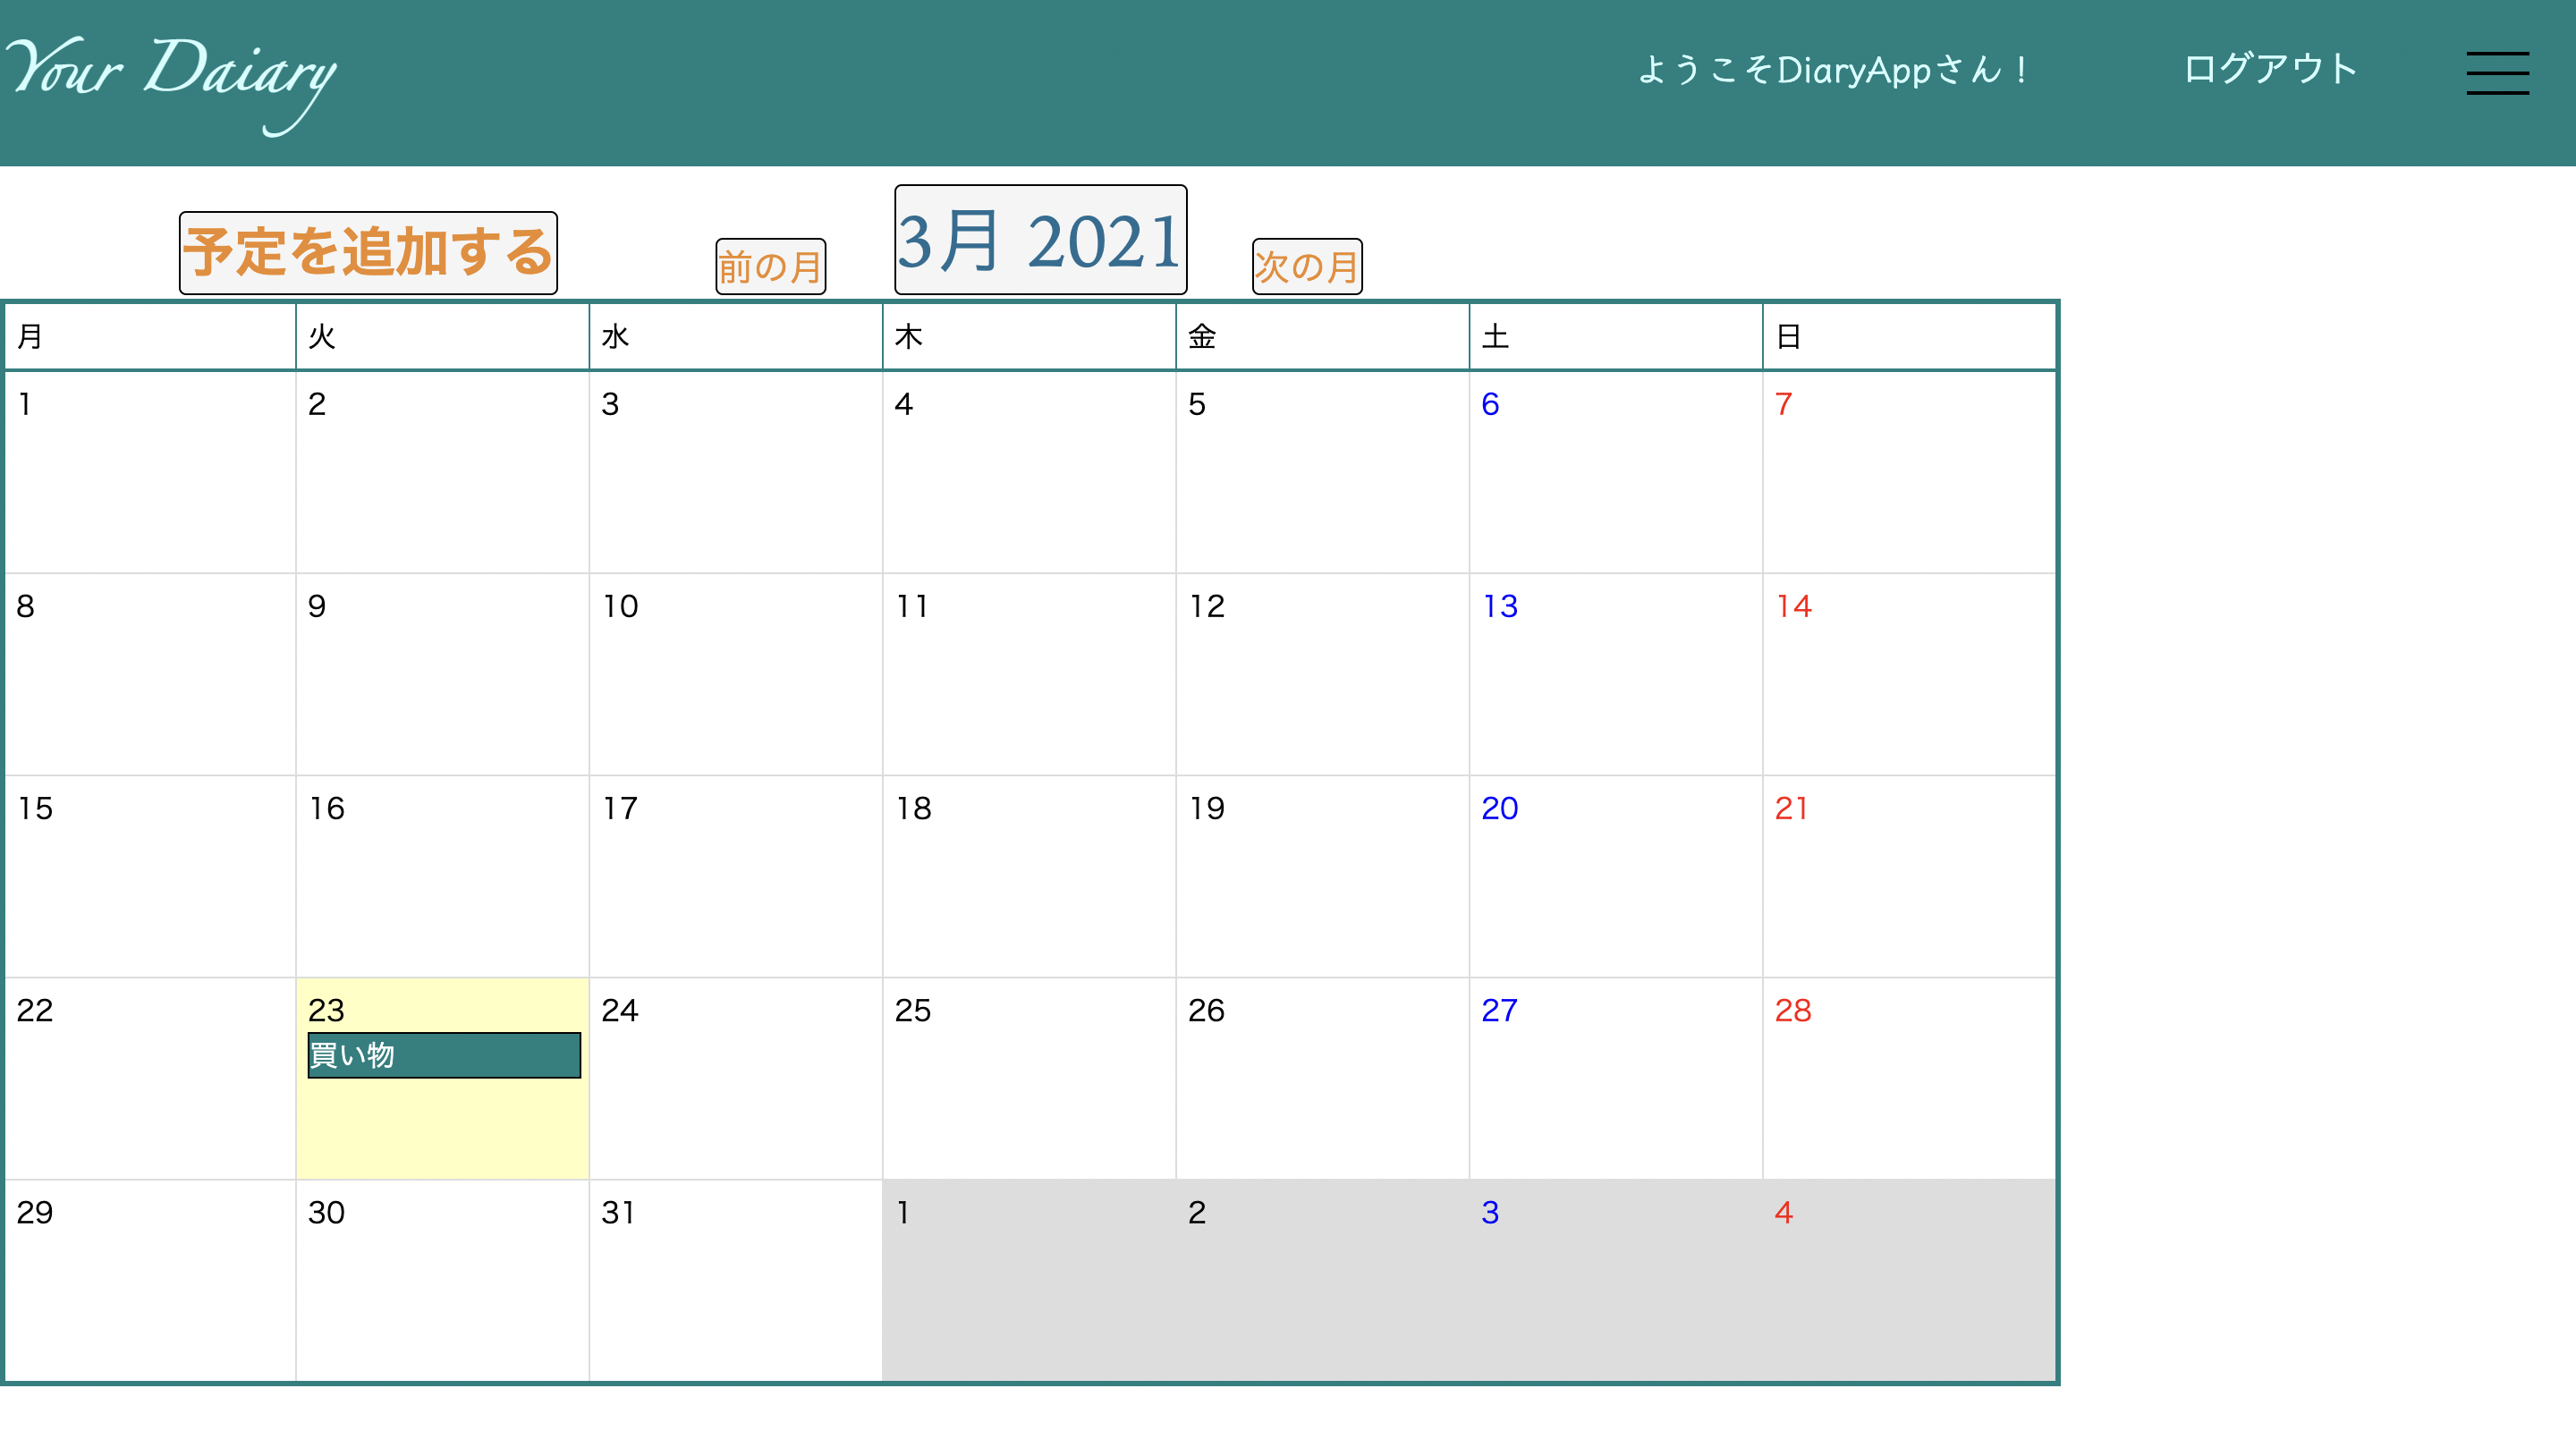 Your Daiary
ようこそDiaryAppさん！ ログアウト
予定を追加する 前の月 3月 2021 次の月
月 火 水 木 金 土 日
1 2 3 4 5 6 7
8 9 10 11 12 13 14
15 16 17 18 19 20 21
22 23 24 25 26 27 28
買い物
29 30 31 1 2 3 4